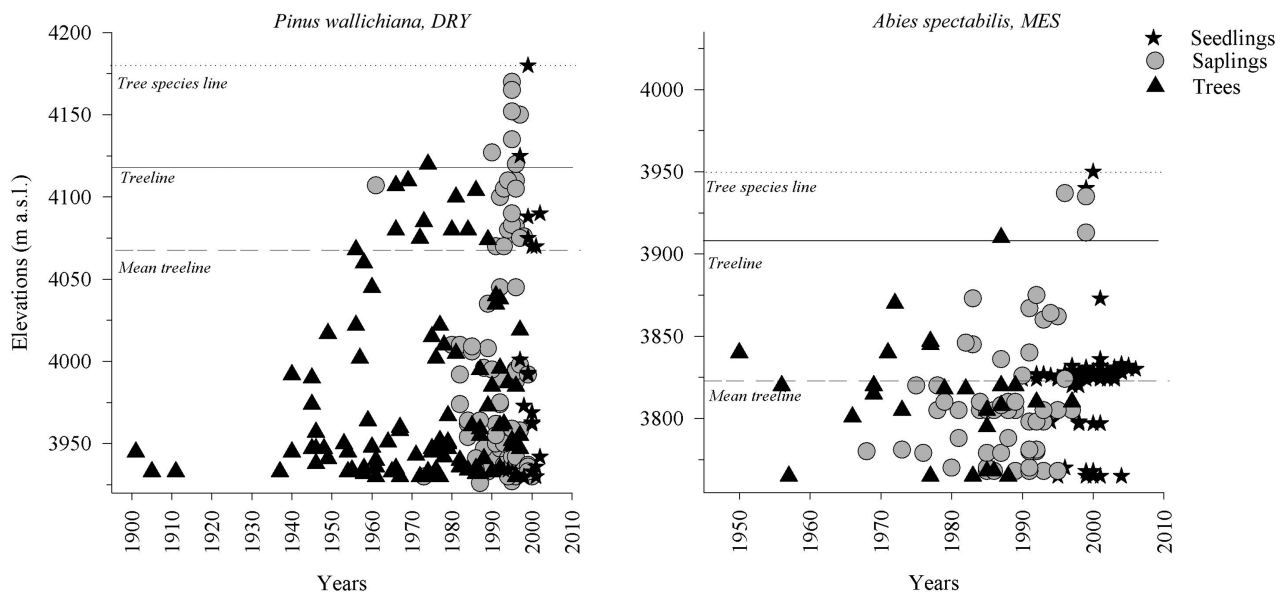 Pinus wallichiana, DRY
Elevations (m a.s.l.)
4200
4150
4100
4050
4000
3950
Tree species line
Treeline
Mean treeline
1900
1910
1920
1930
1940
1950
1960
1970
1980
1990
2000
2010
Years
Abies spectabilis, MES
4000
3950
3900
3850
3800
Tree species line
Treeline
Mean treeline
1950
1960
1970
1980
1990
2000
2010
Years
Seedlings
Saplings
Trees